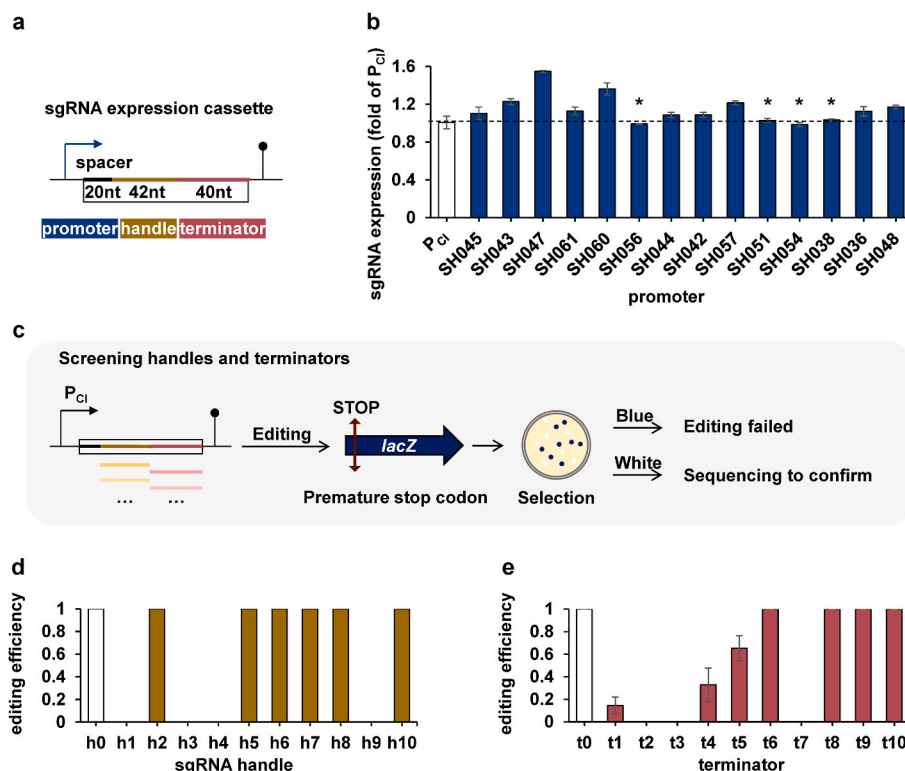 a
sgRNA expression cassette
spacer
20nt 42nt 40nt
promoter handle terminator
b
sgRNA expression (fold of PCI)
1.6
1.2
0.8
0.4
0
* * * *
PCI SH045 SH043 SH047 SH061 SH060 SH056 SH044 SH042 SH057 SH051 SH054 SH038 SH036 SH048
promoter
c
Screening handles and terminators
PCI
Editing
STOP
lacZ
Premature stop codon
Selection
Blue
Editing failed
White
Sequencing to confirm
... ...
d
editing efficiency
1
0.8
0.6
0.4
0.2
0
h0 h1 h2 h3 h4 h5 h6 h7 h8 h9 h10
sgRNA handle
e
editing efficiency
1
0.8
0.6
0.4
0.2
0
t0 t1 t2 t3 t4 t5 t6 t7 t8 t9 t10
terminator